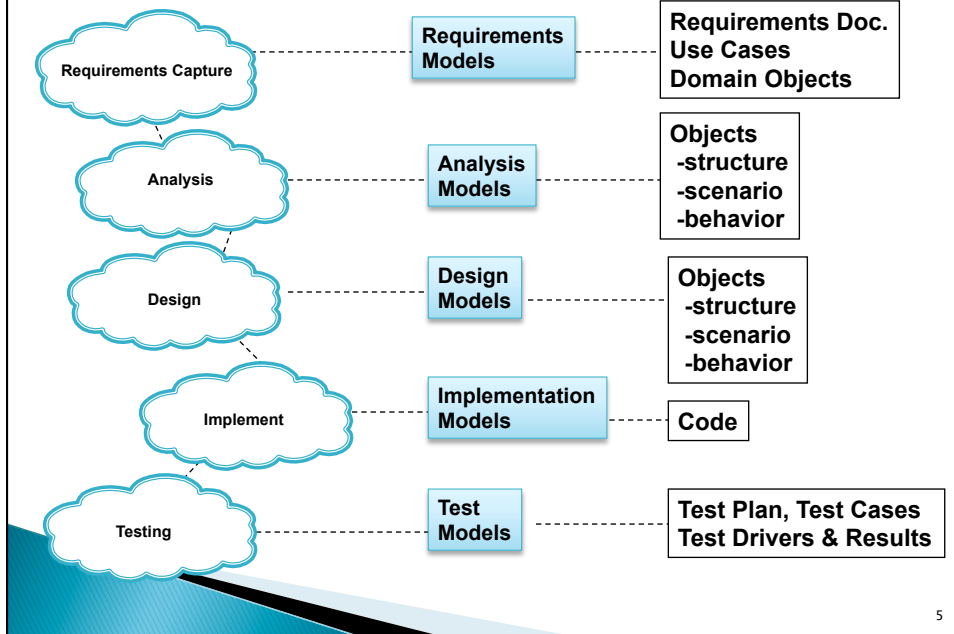 Requirements Capture
Requirements
Models
Requirements Doc.
Use Cases
Domain Objects
Analysis
Analysis
Models
Objects
-structure
-scenario
-behavior
Design
Design
Models
Objects
-structure
-scenario
-behavior
Implement
Implementation
Models
Code
Testing
Test
Models
Test Plan, Test Cases
Test Drivers & Results
5